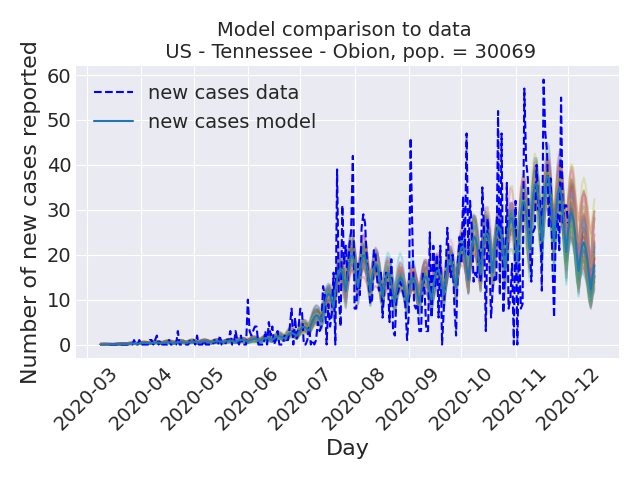 Model comparison to data
US - Tennessee - Obion, pop. = 30069
Number of new cases reported
60
50
40
30
20
10
0
new cases data
new cases model
2020-03
2020-04
2020-05
2020-06
2020-07
2020-08
2020-09
2020-10
2020-11
2020-12
Day